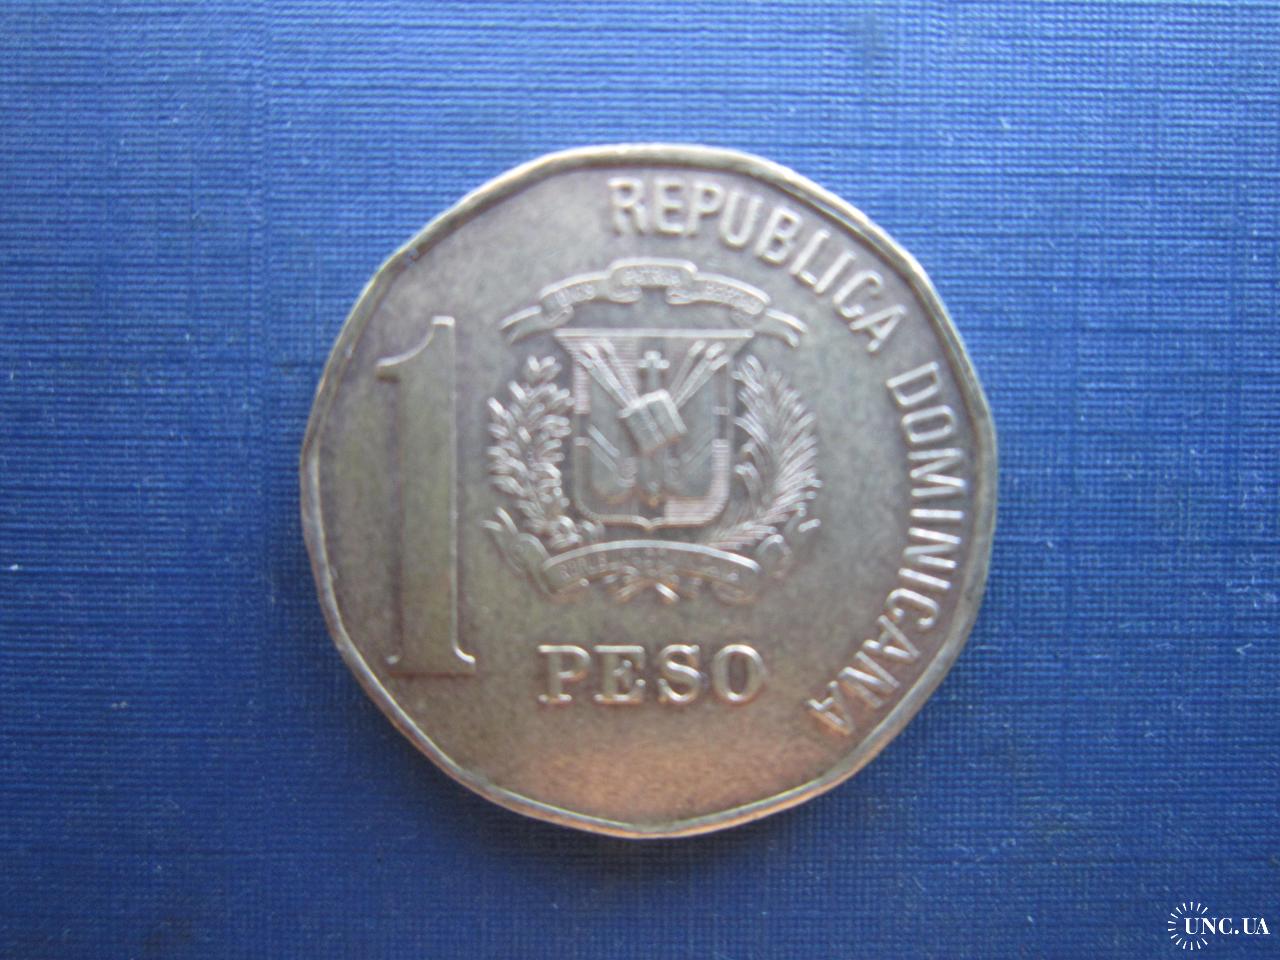 REPUBLICA DOMINICANA
1
PESO
UNC.UA